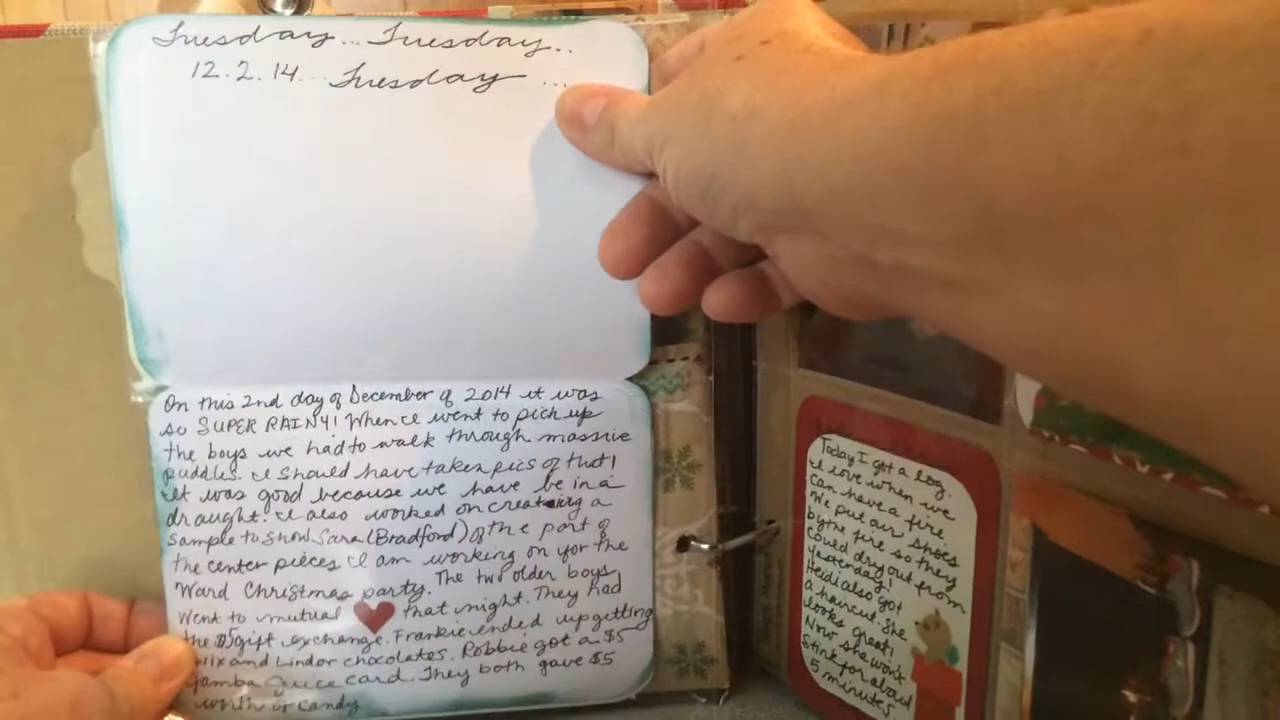 Tuesday... Tuesday..
12.2.14... Tuesday ...
On this 2nd day of December of 2014 it was
so SUPER RAINY! When I went to pick up
the boys we had to walk through massive
puddles. I should have taken pics of that!
It was good because we have be in a
draught. I also worked on creating a
sample to show Sara (Bradford) of the part of
the center pieces I am working on for the
Ward Christmas party. The two older boys
went to mutual that night. They had
the $5 gift exchange. Frankie ended up getting
twix and Lindor chocolates. Robbie got a $5
Jamba Juice card. They both gave $5
worth of candy
Today I got a log.
I love when we
can have a fire.
We put our shoes
by the fire so they
could dry out from
yesterday!
Heidi also got
a haircut. She
looks great!
Now she won't
stink for about
5 minutes